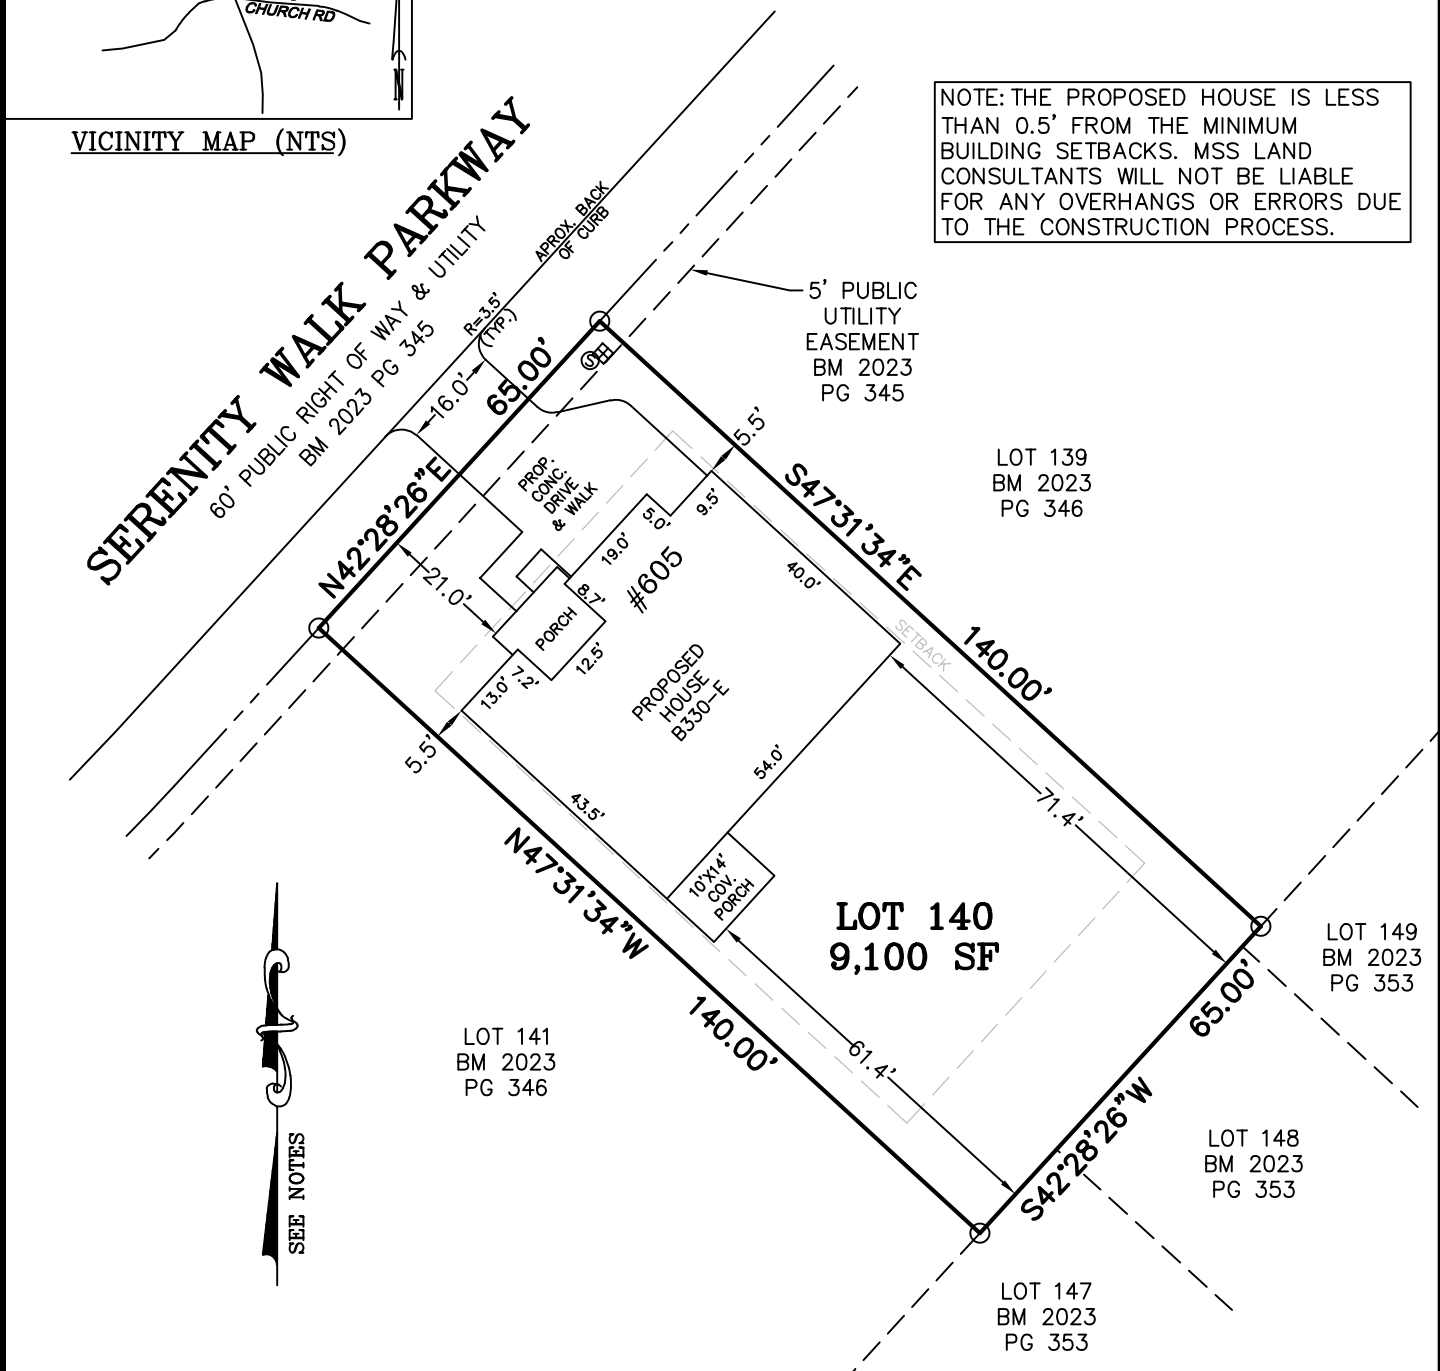 CHURCH RD
N
VICINITY MAP (NTS)
NOTE: THE PROPOSED HOUSE IS LESS
THAN 0.5' FROM THE MINIMUM
BUILDING SETBACKS. MSS LAND
CONSULTANTS WILL NOT BE LIABLE
FOR ANY OVERHANGS OR ERRORS DUE
TO THE CONSTRUCTION PROCESS.
SERENITY WALK PARKWAY
60' PUBLIC RIGHT OF WAY & UTILITY
BM 2023 PG 345
APROX. BACK
OF CURB
R=3.5'
(TYP.)
5' PUBLIC
UTILITY
EASEMENT
BM 2023
PG 345
16.0'
65.00'
N42°28'26"E
S
E
5.5'
S47°31'34"E
140.00'
LOT 139
BM 2023
PG 346
PROP.
CONC.
DRIVE
& WALK
9.5'
5.0'
19.0'
8.7'
#605
40.0'
21.0'
PORCH
12.5'
7.2'
13.0'
SETBACK
PROPOSED
HOUSE
B330-E
54.0'
5.5'
43.5'
71.4'
10'X14'
COV.
PORCH
N47°31'34"W
140.00'
LOT 140
9,100 SF
LOT 149
BM 2023
PG 353
65.00'
61.4'
LOT 141
BM 2023
PG 346
S42°28'26"W
LOT 148
BM 2023
PG 353
SEE NOTES
LOT 147
BM 2023
PG 353